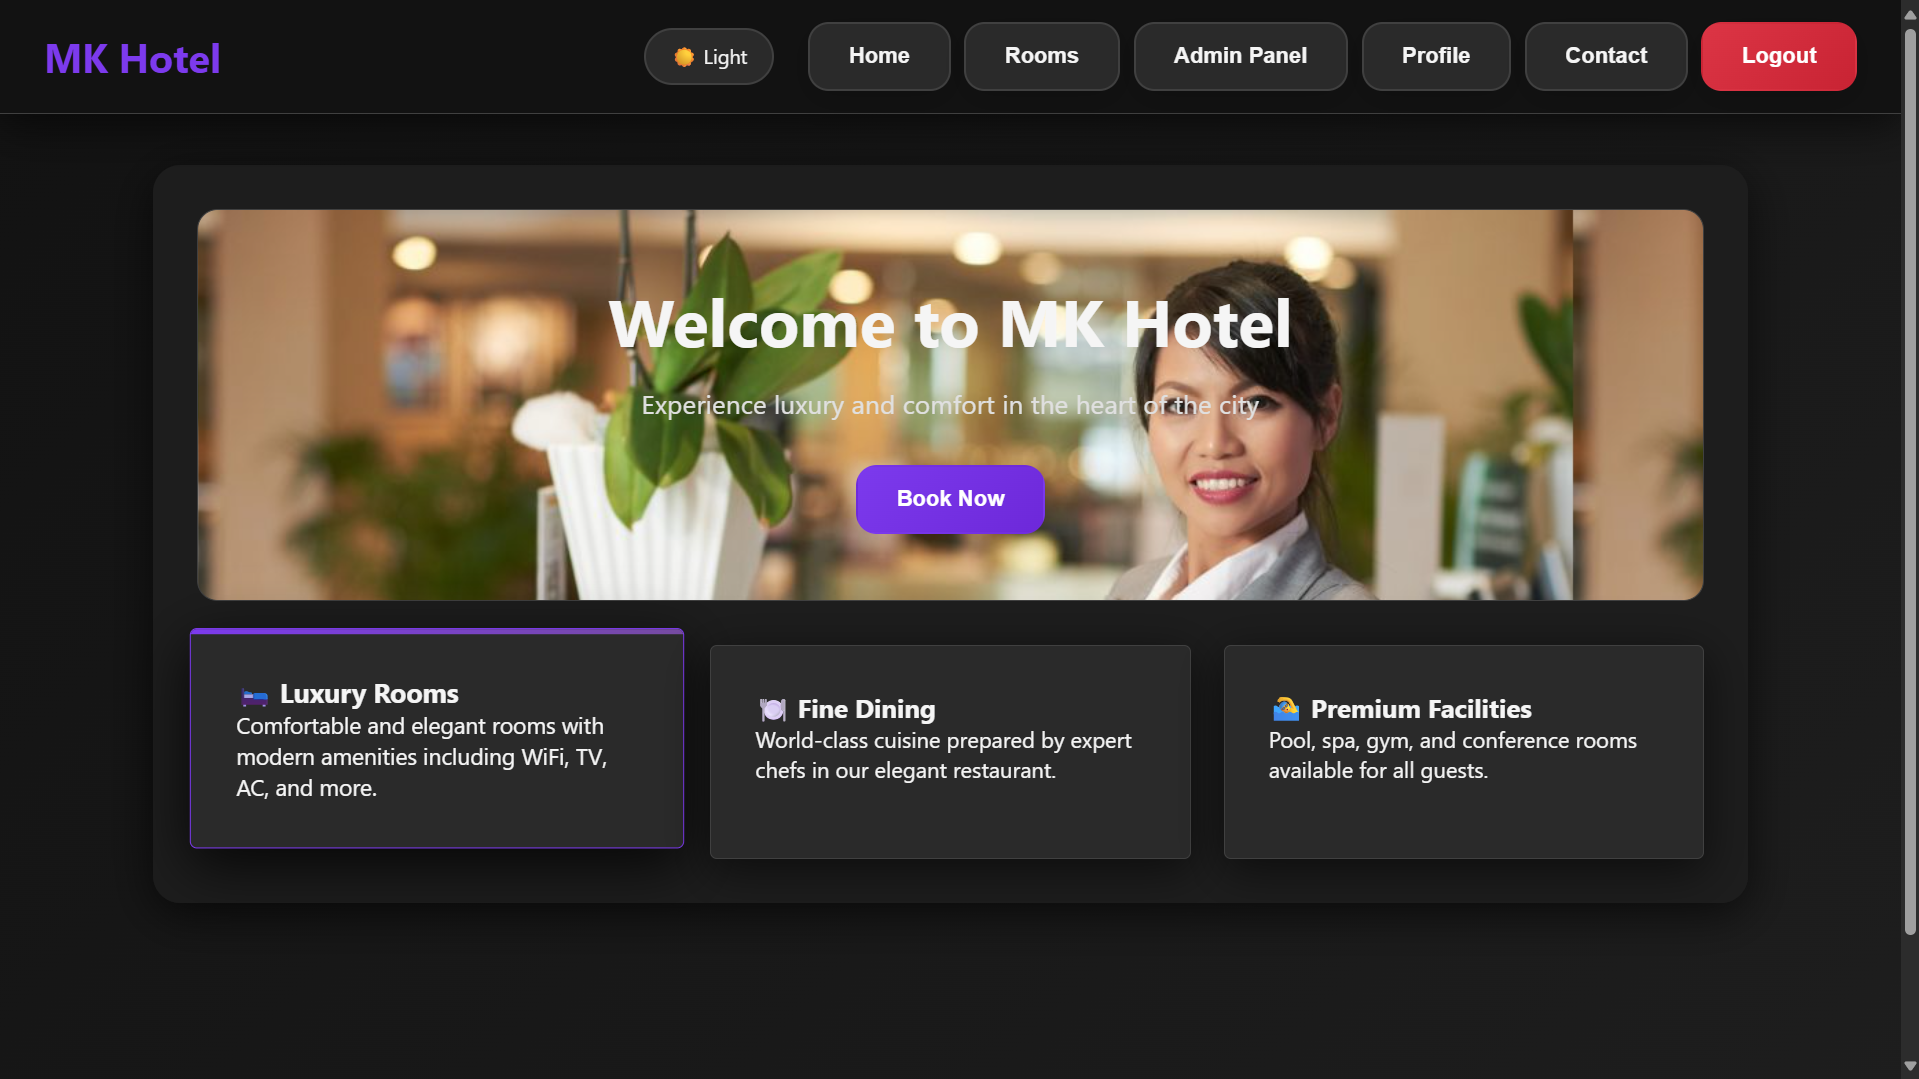 MK Hotel
Light
Home
Rooms
Admin Panel
Profile
Contact
Logout
Welcome to MK Hotel
Experience luxury and comfort in the heart of the city
Book Now
Luxury Rooms
Comfortable and elegant rooms with
modern amenities including WiFi, TV,
AC, and more.
Fine Dining
World-class cuisine prepared by expert
chefs in our elegant restaurant.
Premium Facilities
Pool, spa, gym, and conference rooms
available for all guests.